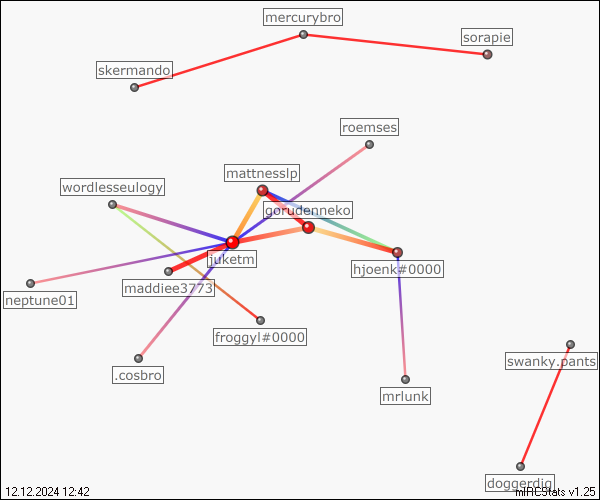 mercurybro
sorapie
skermando
roemses
mattnesslp
wordlesseulogy
gorudenneko
juketm
hjoenk#0000
maddiee3773
neptune01
froggyl#0000
swanky.pants
.cosbro
mrlunk
doggerdig
12.12.2024 12:42
mIRCStats v1.25